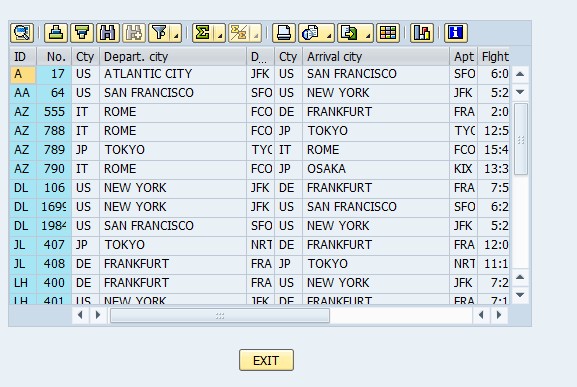 ID No. Cty Depart. city D... Cty Arrival city Apt Flght
A 17 US ATLANTIC CITY JFK US SAN FRANCISCO SFO 6:0
AA 64 US SAN FRANCISCO SFO US NEW YORK JFK 5:2
AZ 555 IT ROME FCO DE FRANKFURT FRA 2:0
AZ 788 IT ROME FCO JP TOKYO TYO 12:5
AZ 789 JP TOKYO TYO IT ROME FCO 15:4
AZ 790 IT ROME FCO JP OSAKA KIX 13:3
DL 106 US NEW YORK JFK DE FRANKFURT FRA 7:5
DL 1699 US NEW YORK JFK US SAN FRANCISCO SFO 6:2
DL 1984 US SAN FRANCISCO SFO US NEW YORK JFK 5:2
JL 407 JP TOKYO NRT DE FRANKFURT FRA 12:0
JL 408 DE FRANKFURT FRA JP TOKYO NRT 11:1
LH 400 DE FRANKFURT FRA US NEW YORK JFK 7:2
LH 401 US NEW YORK JFK DE FRANKFURT FRA 7:1
EXIT